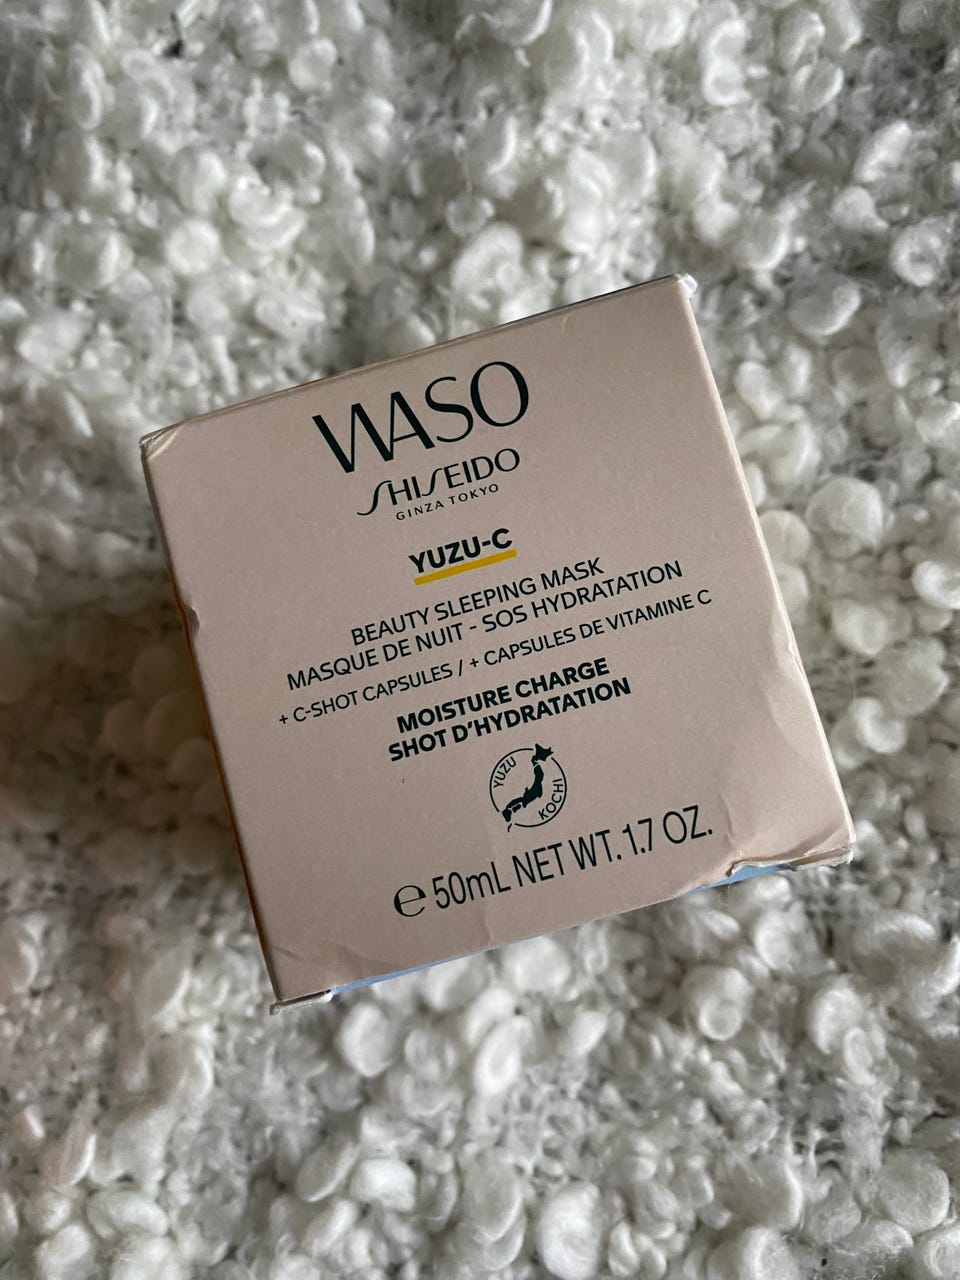 WASO
SHISEIDO
GINZA TOKYO
YUZU-C
BEAUTY SLEEPING MASK
MASQUE DE NUIT - SOS HYDRATATION
+ C-SHOT CAPSULES / + CAPSULES DE VITAMINE C
MOISTURE CHARGE
SHOT D'HYDRATATION
YUZU
KOCHI
℮ 50mL NET WT. 1.7 OZ.